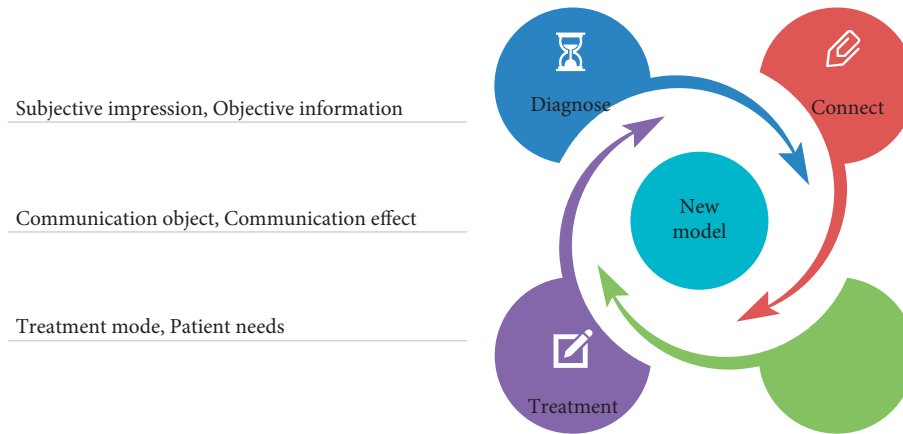 Subjective impression, Objective information
Communication object, Communication effect
Treatment mode, Patient needs
Diagnose
Connect
New
model
Treatment